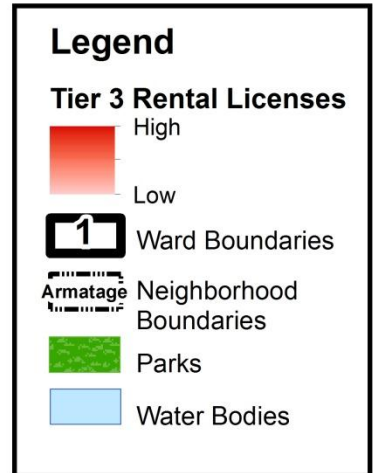 Legend
Tier 3 Rental Licenses
High
Low
1 Ward Boundaries
Armatage Neighborhood
Boundaries
Parks
Water Bodies